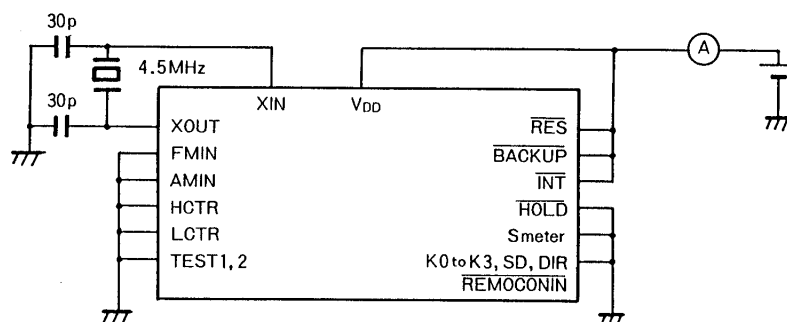 30p
4.5MHz
30p
A
XIN
VDD
XOUT
FMIN
AMIN
HCTR
LCTR
TEST1, 2
RES
BACKUP
INT
HOLD
Smeter
K0 to K3, SD, DIR
REMOCONIN